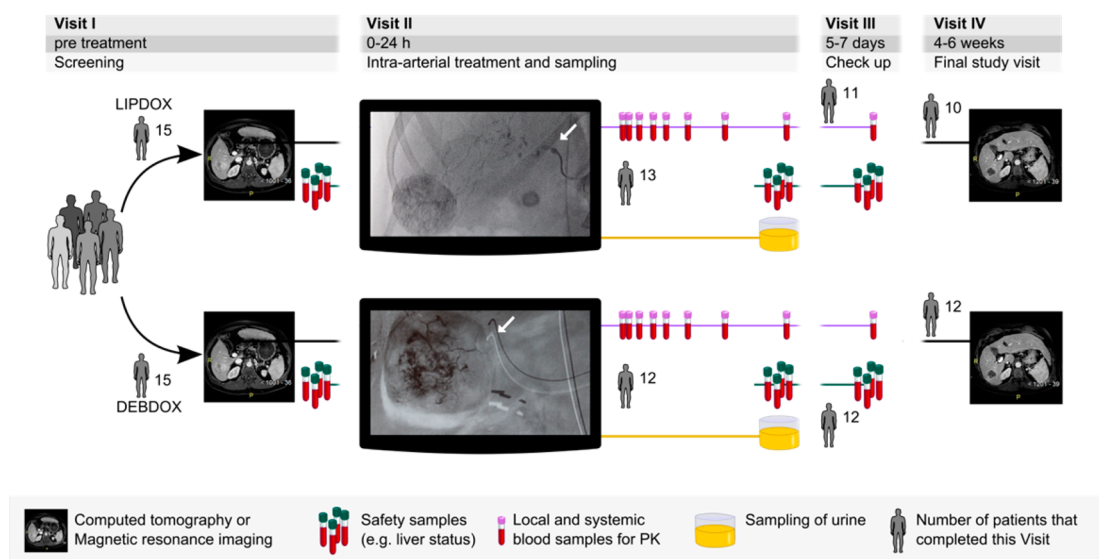 Visit I
pre treatment
Screening
Visit II
0-24 h
Intra-arterial treatment and sampling
Visit III
5-7 days
Check up
Visit IV
4-6 weeks
Final study visit
LIPDOX
15
R
P
13
11
10
R
P
15
DEBDOX
R
P
12
12
12
R
P
Computed tomography or
Magnetic resonance imaging
Safety samples
(e.g. liver status)
Local and systemic
blood samples for PK
Sampling of urine
Number of patients that
completed this Visit